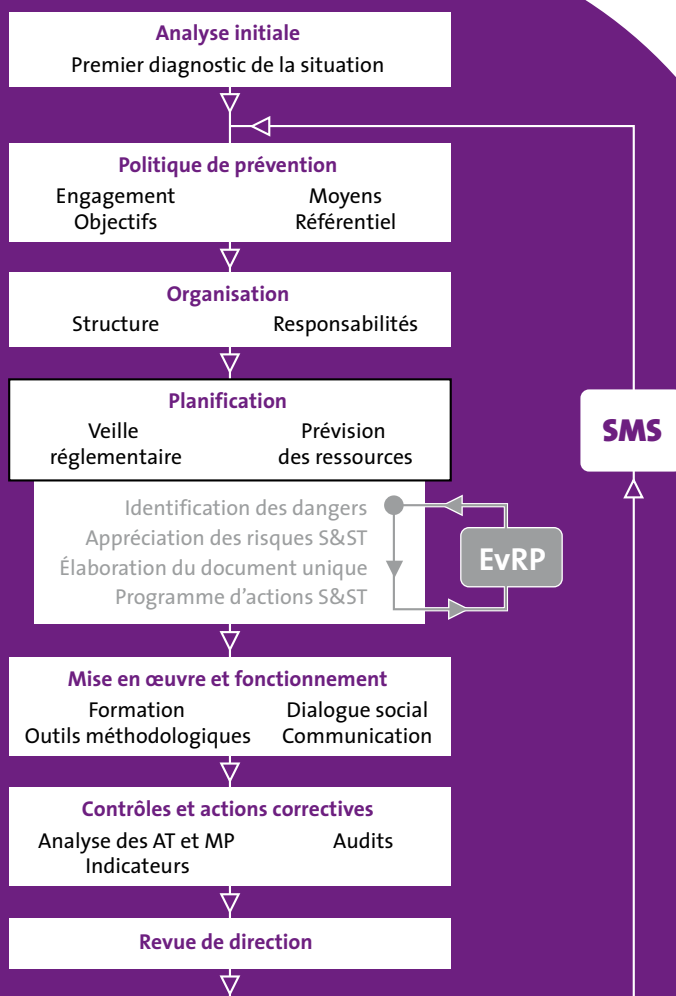 Analyse initiale
Premier diagnostic de la situation
Politique de prévention
Engagement Moyens
Objectifs Référentiel
Organisation
Structure Responsabilités
Planification
Veille Prévision
réglementaire des ressources
SMS
Identification des dangers
Appréciation des risques S&ST
Élaboration du document unique
Programme d'actions S&ST
EvRP
Mise en œuvre et fonctionnement
Formation Dialogue social
Outils méthodologiques Communication
Contrôles et actions correctives
Analyse des AT et MP Audits
Indicateurs
Revue de direction